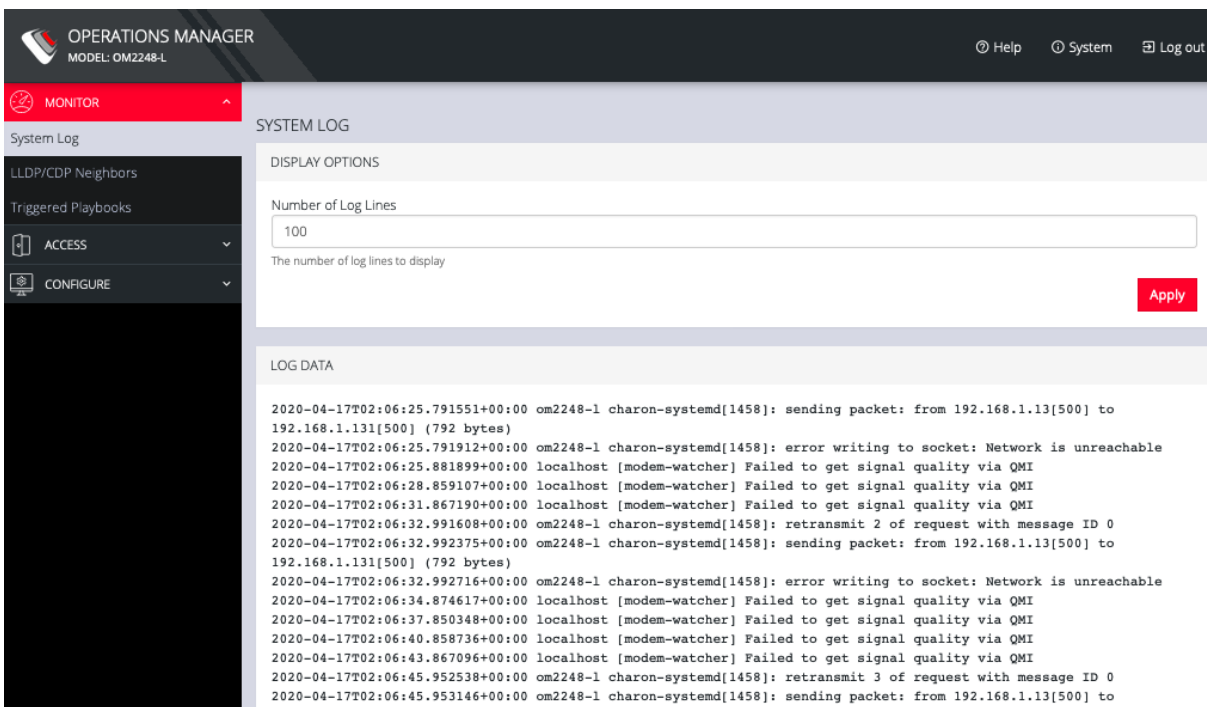 OPERATIONS MANAGER
MODEL: OM2248-L
Help
System
Log out
MONITOR
System Log
LLDP/CDP Neighbors
Triggered Playbooks
ACCESS
CONFIGURE
SYSTEM LOG
DISPLAY OPTIONS
Number of Log Lines
100
The number of log lines to display
Apply
LOG DATA
2020-04-17T02:06:25.791551+00:00 om2248-l charon-systemd[1458]: sending packet: from 192.168.1.13[500] to
192.168.1.131[500] (792 bytes)
2020-04-17T02:06:25.791912+00:00 om2248-l charon-systemd[1458]: error writing to socket: Network is unreachable
2020-04-17T02:06:25.881899+00:00 localhost [modem-watcher] Failed to get signal quality via QMI
2020-04-17T02:06:28.859107+00:00 localhost [modem-watcher] Failed to get signal quality via QMI
2020-04-17T02:06:31.867190+00:00 localhost [modem-watcher] Failed to get signal quality via QMI
2020-04-17T02:06:32.991608+00:00 om2248-l charon-systemd[1458]: retransmit 2 of request with message ID 0
2020-04-17T02:06:32.992375+00:00 om2248-l charon-systemd[1458]: sending packet: from 192.168.1.13[500] to
192.168.1.131[500] (792 bytes)
2020-04-17T02:06:32.992716+00:00 om2248-l charon-systemd[1458]: error writing to socket: Network is unreachable
2020-04-17T02:06:34.874617+00:00 localhost [modem-watcher] Failed to get signal quality via QMI
2020-04-17T02:06:37.850348+00:00 localhost [modem-watcher] Failed to get signal quality via QMI
2020-04-17T02:06:40.858736+00:00 localhost [modem-watcher] Failed to get signal quality via QMI
2020-04-17T02:06:43.867096+00:00 localhost [modem-watcher] Failed to get signal quality via QMI
2020-04-17T02:06:45.952538+00:00 om2248-l charon-systemd[1458]: retransmit 3 of request with message ID 0
2020-04-17T02:06:45.953146+00:00 om2248-l charon-systemd[1458]: sending packet: from 192.168.1.13[500] to